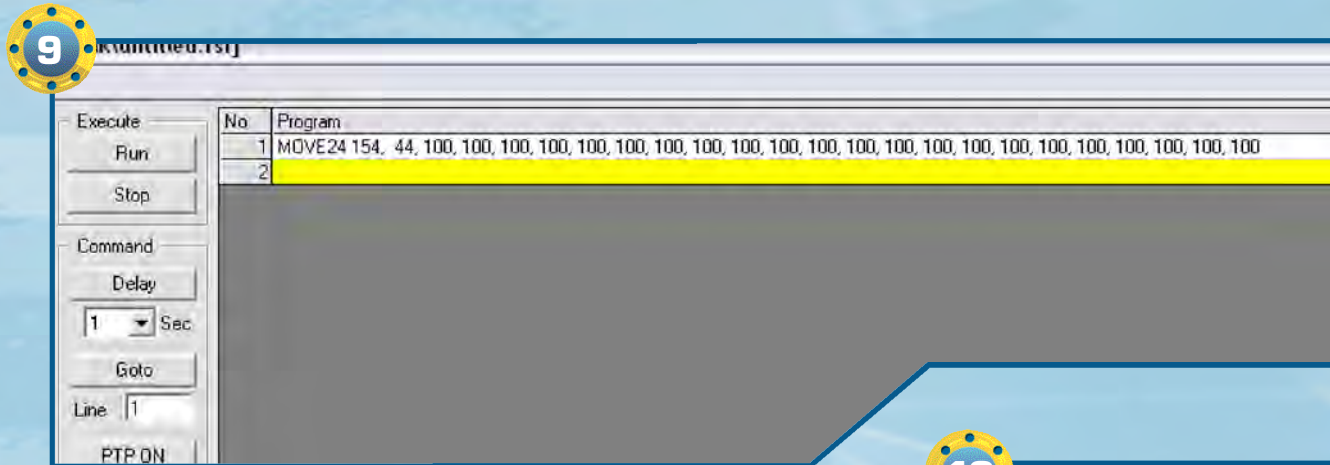 9
Execute
Run
Stop
No Program
1 MOVE24 154, 44, 100, 100, 100, 100, 100, 100, 100, 100, 100, 100, 100, 100, 100, 100, 100, 100, 100, 100, 100, 100, 100, 100
2
Command
Delay
1 Sec
Goto
Line 1
PTP ON
10